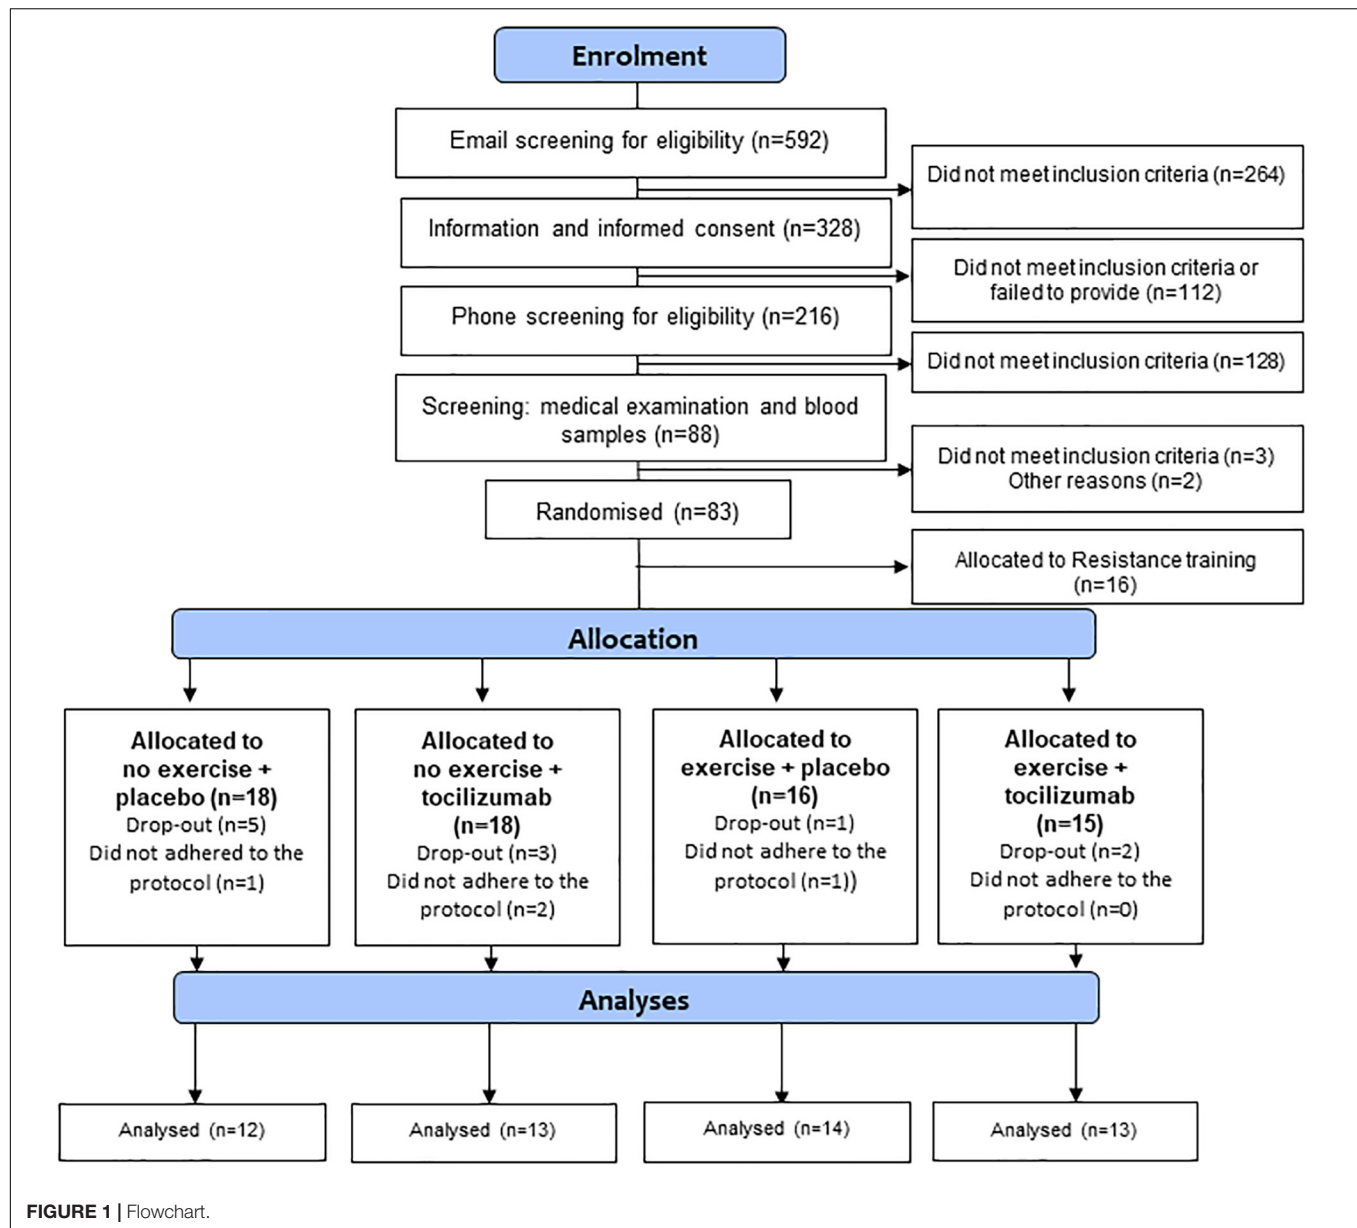 Enrolment
Email screening for eligibility (n=592)
Did not meet inclusion criteria (n=264)
Information and informed consent (n=328)
Did not meet inclusion criteria or
failed to provide (n=112)
Phone screening for eligibility (n=216)
Did not meet inclusion criteria (n=128)
Screening: medical examination and blood
samples (n=88)
Did not meet inclusion criteria (n=3)
Other reasons (n=2)
Randomised (n=83)
Allocated to Resistance training
(n=16)
Allocation
Allocated to
no exercise +
placebo (n=18)
Drop-out (n=5)
Did not adhered to the
protocol (n=1)
Allocated to
no exercise +
tocilizumab
(n=18)
Drop-out (n=3)
Did not adhere to the
protocol (n=2)
Allocated to
exercise + placebo
(n=16)
Drop-out (n=1)
Did not adhere to the
protocol (n=1))
Allocated to
exercise +
tocilizumab
(n=15)
Drop-out (n=2)
Did not adhere to the
protocol (n=0)
Analyses
Analysed (n=12)
Analysed (n=13)
Analysed (n=14)
Analysed (n=13)
FIGURE 1 | Flowchart.